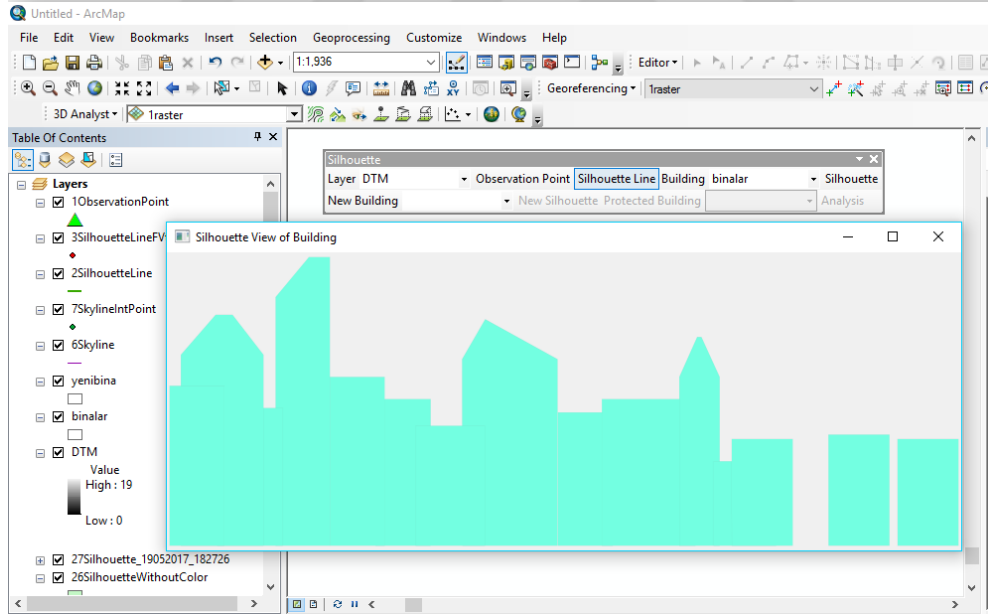 Untitled - ArcMap
File Edit View Bookmarks Insert Selection Geoprocessing Customize Windows Help
1:1,936 Editor
Georeferencing 1raster
3D Analyst 1raster
Table Of Contents
Silhouette
Layer DTM Observation Point Silhouette Line Building binalar Silhouette
New Building New Silhouette Protected Building Analysis
Layers
1ObservationPoint
3SilhouetteLineFV
Silhouette View of Building
2SilhouetteLine
7SkylineIntPoint
6Skyline
yenibina
binalar
DTM
Value
High : 19
Low : 0
27Silhouette_19052017_182726
26SilhouetteWithoutColor